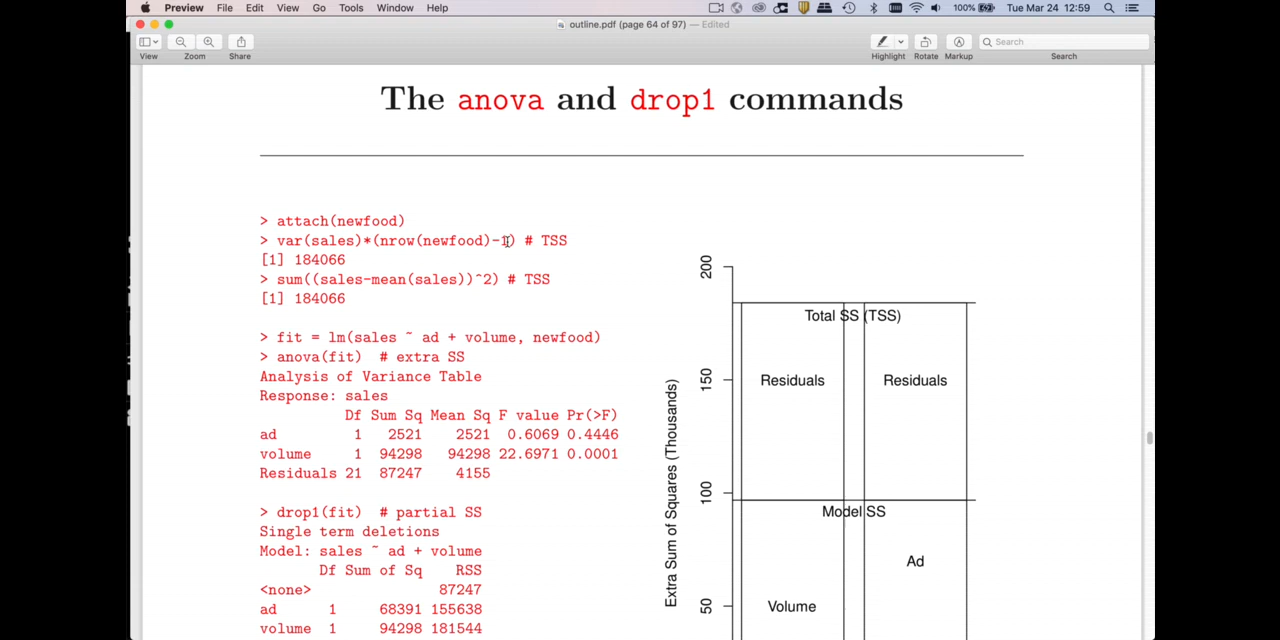 Preview File Edit View Go Tools Window Help 100% Tue Mar 24 12:59
outline.pdf (page 64 of 97) — Edited
View Zoom Share Highlight Rotate Markup Search
Search
The anova and drop1 commands
> attach(newfood)
> var(sales)*(nrow(newfood)-1) # TSS
[1] 184066
> sum((sales-mean(sales))^2) # TSS
[1] 184066
> fit = lm(sales ~ ad + volume, newfood)
> anova(fit) # extra SS
Analysis of Variance Table
Response: sales
Df Sum Sq Mean Sq F value Pr(>F)
ad 1 2521 2521 0.6069 0.4446
volume 1 94298 94298 22.6971 0.0001
Residuals 21 87247 4155
> drop1(fit) # partial SS
Single term deletions
Model: sales ~ ad + volume
Df Sum of Sq RSS
<none> 87247
ad 1 68391 155638
volume 1 94298 181544
Extra Sum of Squares (Thousands)
200
150
100
50
Total SS (TSS)
Residuals Residuals
Model SS
Ad
Volume